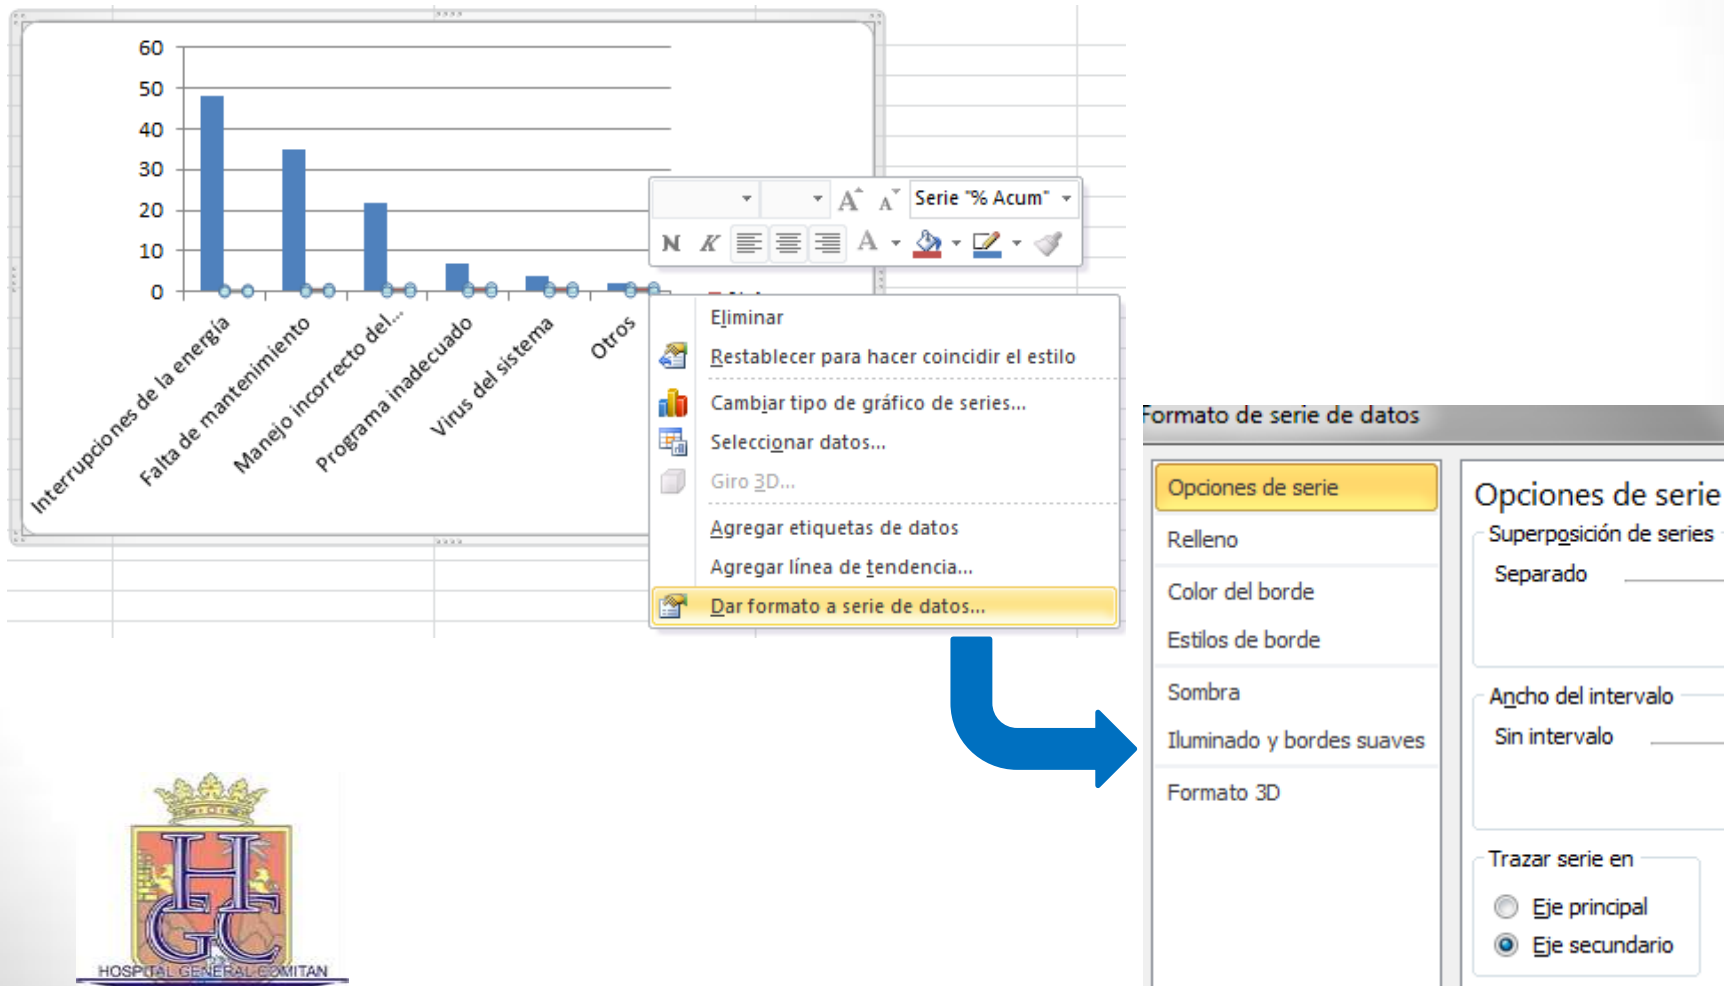 60
50
40
30
20
10
0
Interrupciones de la energía
Falta de mantenimiento
Manejo incorrecto del...
Programa inadecuado
Virus del sistema
Otros
Serie "% Acum"
N K A
Eliminar
Restablecer para hacer coincidir el estilo
Cambiar tipo de gráfico de series...
Seleccionar datos...
Giro 3D...
Agregar etiquetas de datos
Agregar línea de tendencia...
Dar formato a serie de datos...
Formato de serie de datos
Opciones de serie
Relleno
Color del borde
Estilos de borde
Sombra
Iluminado y bordes suaves
Formato 3D
Opciones de serie
Superposición de series
Separado
Ancho del intervalo
Sin intervalo
Trazar serie en
Eje principal
Eje secundario
HGC
HOSPITAL GENERAL COMITAN